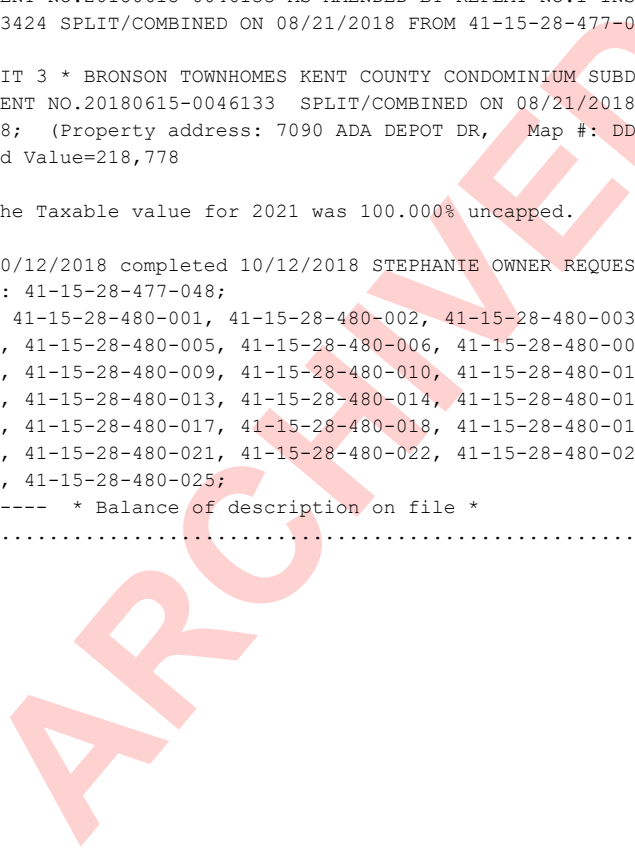 3424 SPLIT/COMBINED ON 08/21/2018 FROM 41-15-28-477-0
IT 3 * BRONSON TOWNHOMES KENT COUNTY CONDOMINIUM SUBD
ENT NO.20180615-0046133 SPLIT/COMBINED ON 08/21/2018
8; (Property address: 7090 ADA DEPOT DR, Map #: DD
d Value=218,778
he Taxable value for 2021 was 100.000% uncapped.
0/12/2018 completed 10/12/2018 STEPHANIE OWNER REQUES
: 41-15-28-477-048;
41-15-28-480-001, 41-15-28-480-002, 41-15-28-480-003
, 41-15-28-480-005, 41-15-28-480-006, 41-15-28-480-00
, 41-15-28-480-009, 41-15-28-480-010, 41-15-28-480-01
, 41-15-28-480-013, 41-15-28-480-014, 41-15-28-480-01
, 41-15-28-480-017, 41-15-28-480-018, 41-15-28-480-01
, 41-15-28-480-021, 41-15-28-480-022, 41-15-28-480-02
, 41-15-28-480-025;
---- * Balance of description on file *
.....................................................
ARCHIVED